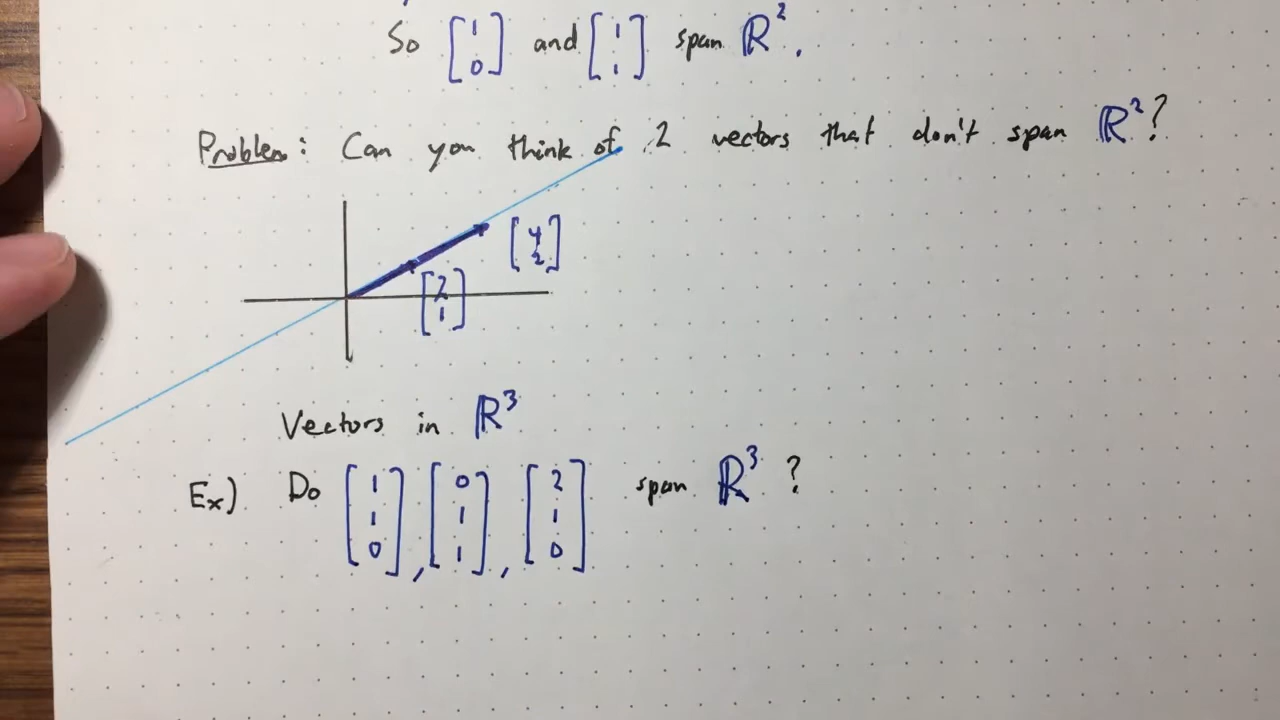 So [1 0] and [1 1] span ℝ².
Problem: Can you think of 2 vectors that don't span ℝ²?
[4 2]
[2 1]
Vectors in ℝ³
Ex) Do [1 1 0], [0 1 1], [2 1 0] span ℝ³?